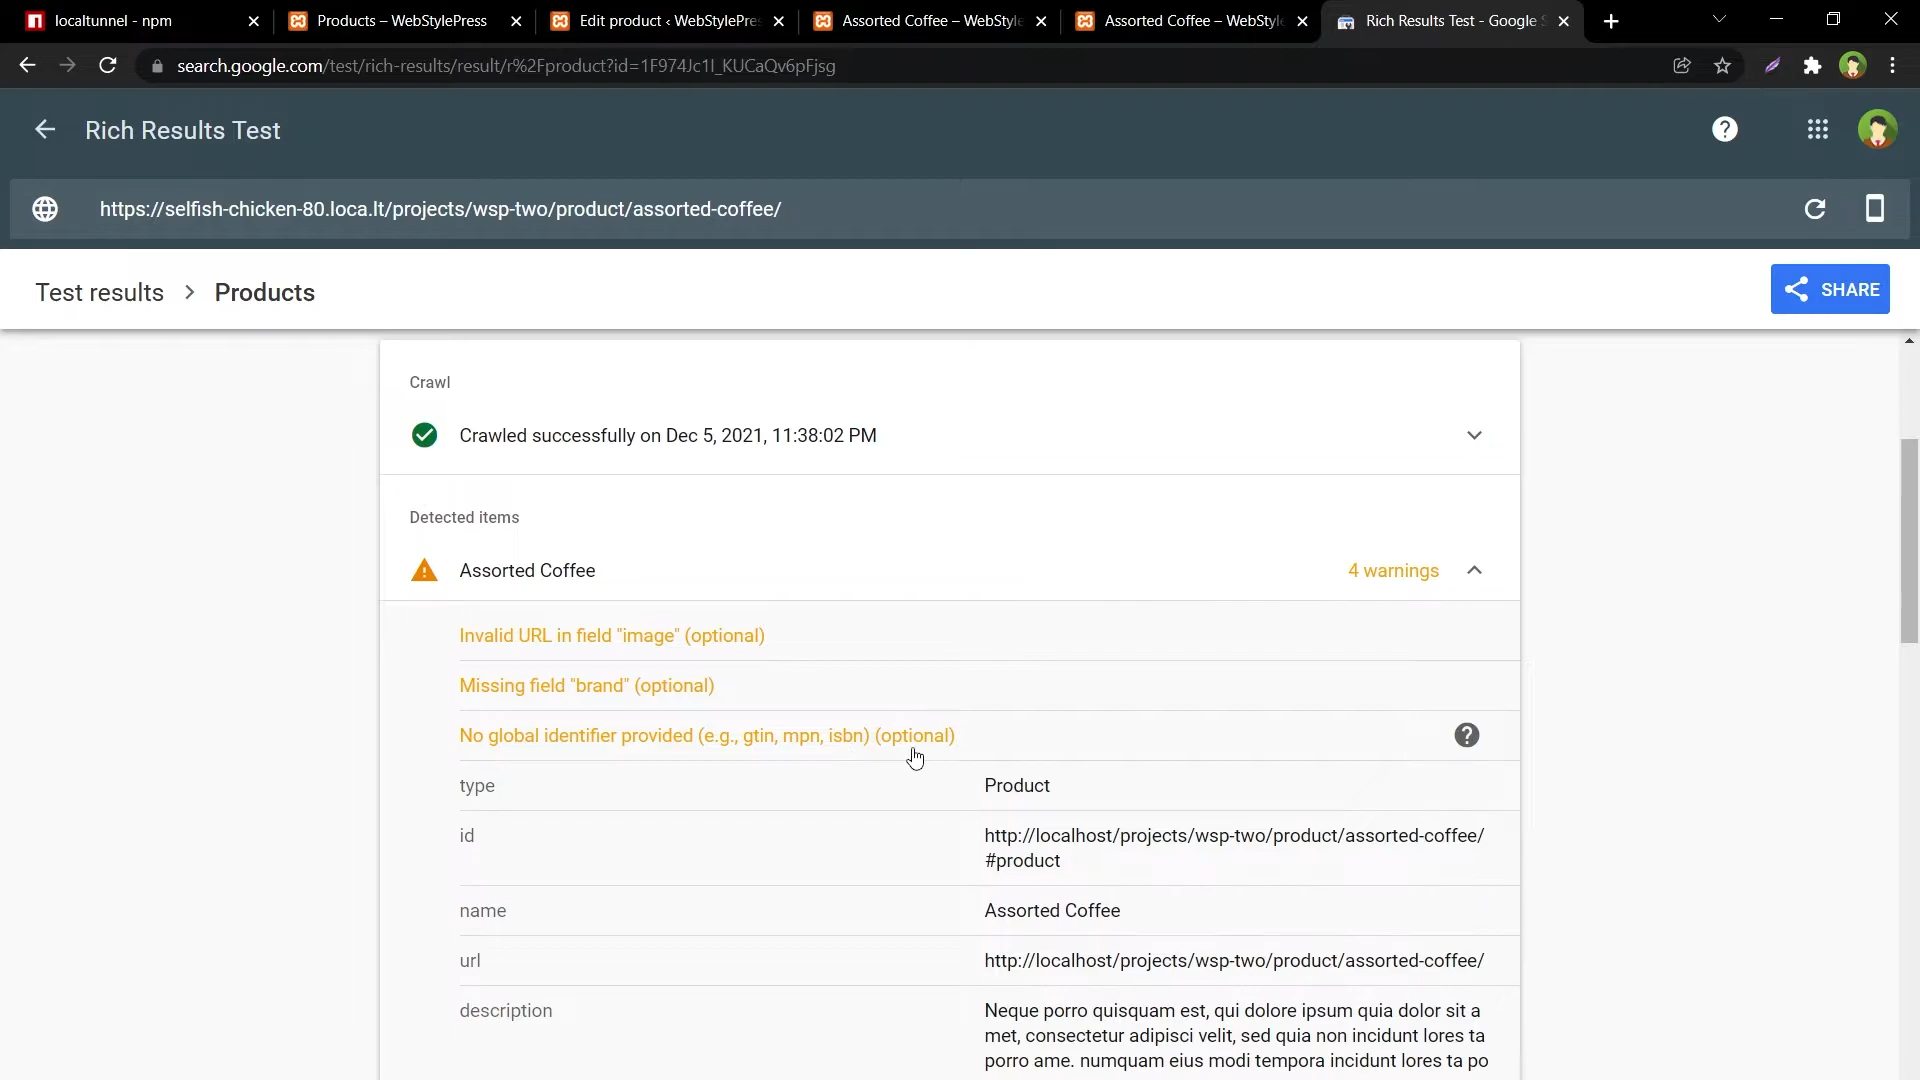 localtunnel - npm
Products – WebStylePress
Edit product ‹ WebStylePre
Assorted Coffee – WebStyle
Assorted Coffee – WebStyle
Rich Results Test - Google S
search.google.com/test/rich-results/result/r%2Fproduct?id=1F974Jc1I_KUCaQv6pFjsg
Rich Results Test
https://selfish-chicken-80.loca.lt/projects/wsp-two/product/assorted-coffee/
Test results > Products
SHARE
Crawl
Crawled successfully on Dec 5, 2021, 11:38:02 PM
Detected items
Assorted Coffee
4 warnings
Invalid URL in field "image" (optional)
Missing field "brand" (optional)
No global identifier provided (e.g., gtin, mpn, isbn) (optional)
type
Product
id
http://localhost/projects/wsp-two/product/assorted-coffee/
#product
name
Assorted Coffee
url
http://localhost/projects/wsp-two/product/assorted-coffee/
description
Neque porro quisquam est, qui dolore ipsum quia dolor sit a
met, consectetur adipisci velit, sed quia non incidunt lores ta
porro ame. numquam eius modi tempora incidunt lores ta po